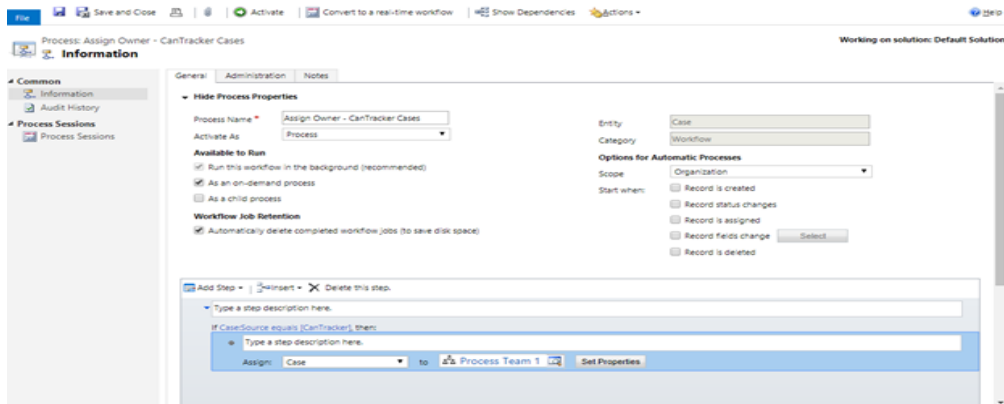 File
Save and Close
Activate
Convert to a real-time workflow
Show Dependencies
Actions
Help
Process: Assign Owner - CanTracker Cases
Information
Working on solution: Default Solution
Common
Information
Audit History
Process Sessions
Process Sessions
General
Administration
Notes
Hide Process Properties
Process Name *
Assign Owner - CanTracker Cases
Activate As
Process
Available to Run
Run this workflow in the background (recommended)
As an on-demand process
As a child process
Workflow Job Retention
Automatically delete completed workflow jobs (to save disk space)
Entity
Case
Category
Workflow
Options for Automatic Processes
Scope
Organization
Start when:
Record is created
Record status changes
Record is assigned
Record fields change
Select
Record is deleted
Add Step
Insert
Delete this step.
Type a step description here.
If Case:Source equals [CanTracker], then:
Type a step description here.
Assign: Case to Process Team 1 Set Properties